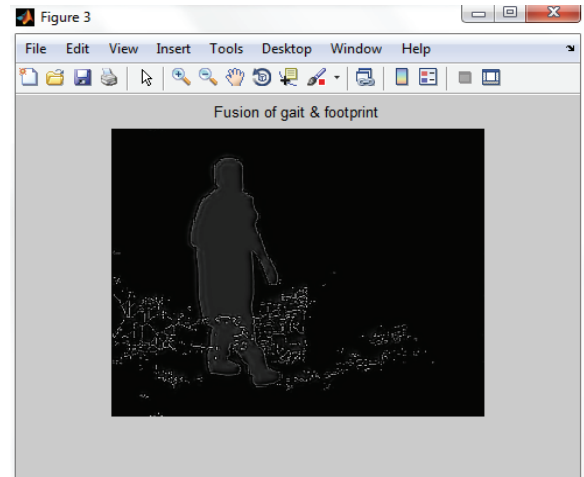 Figure 3
File Edit View Insert Tools Desktop Window Help
Fusion of gait & footprint